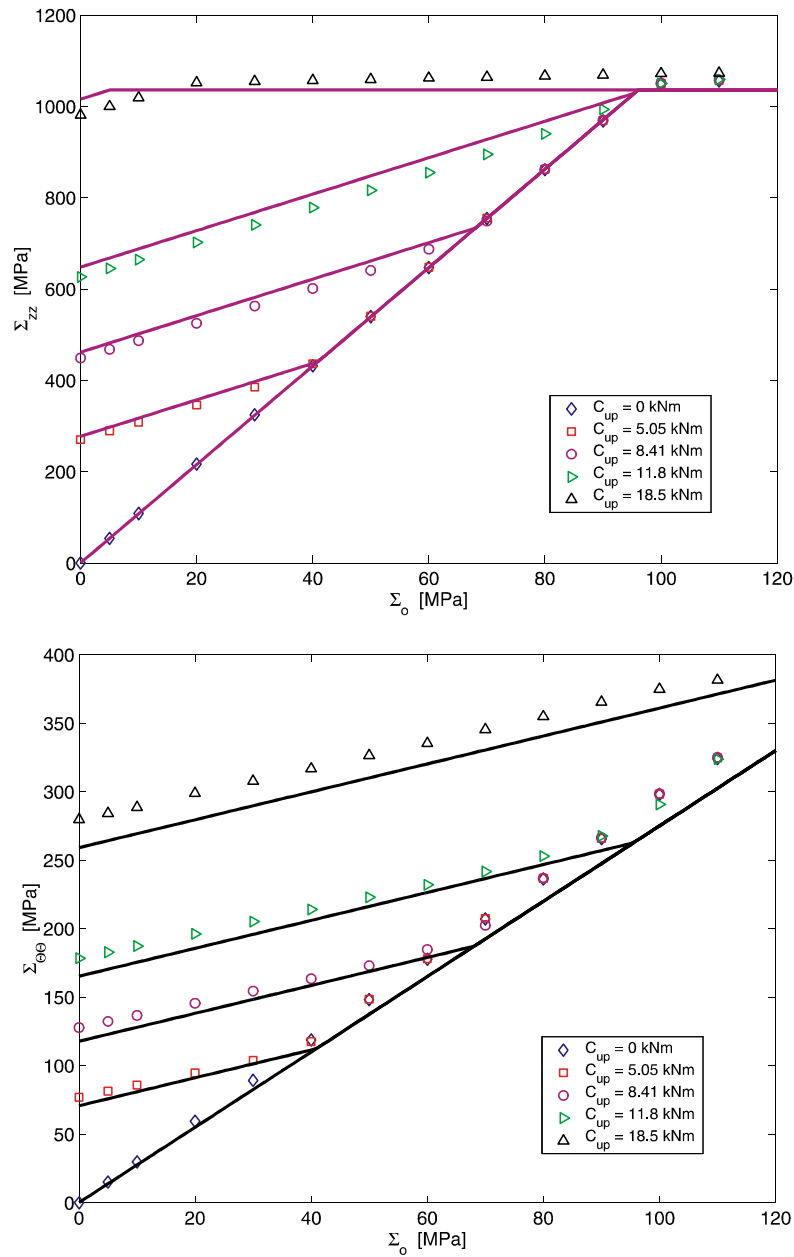 1200
1000
800
600
400
200
0
Σzz [MPa]
0 20 40 60 80 100 120
Σo [MPa]
Cup = 0 kNm
Cup = 5.05 kNm
Cup = 8.41 kNm
Cup = 11.8 kNm
Cup = 18.5 kNm
400
350
300
250
200
150
100
50
0
ΣΘΘ [MPa]
0 20 40 60 80 100 120
Σo [MPa]
Cup = 0 kNm
Cup = 5.05 kNm
Cup = 8.41 kNm
Cup = 11.8 kNm
Cup = 18.5 kNm